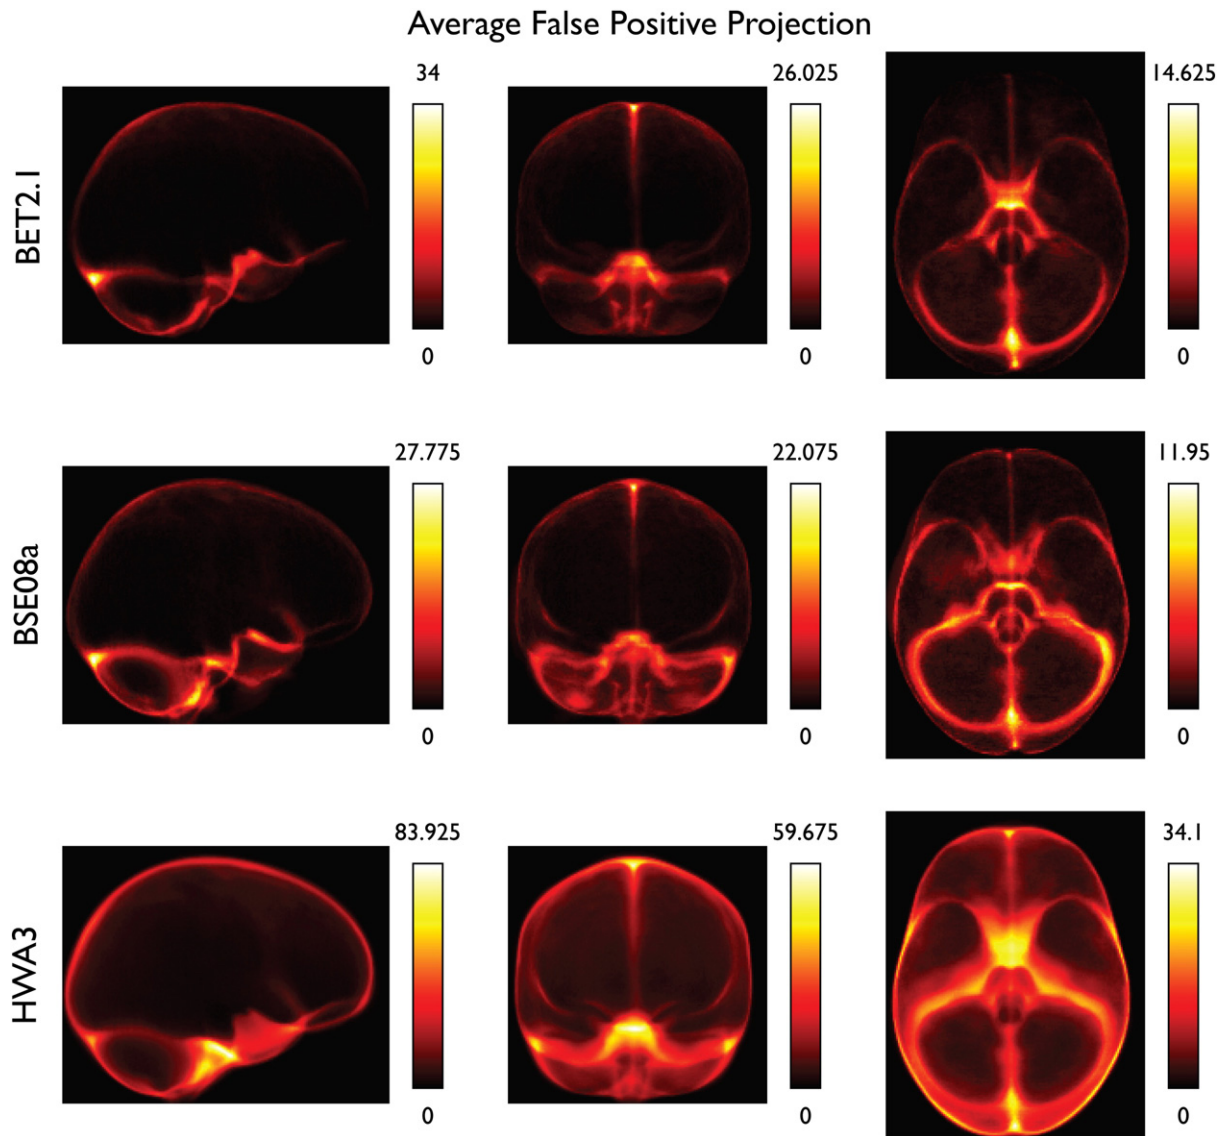 Average False Positive Projection
34 26.025 14.625
BET2.1
0 0 0
27.775 22.075 11.95
BSE08a
0 0 0
83.925 59.675 34.1
HWA3
0 0 0